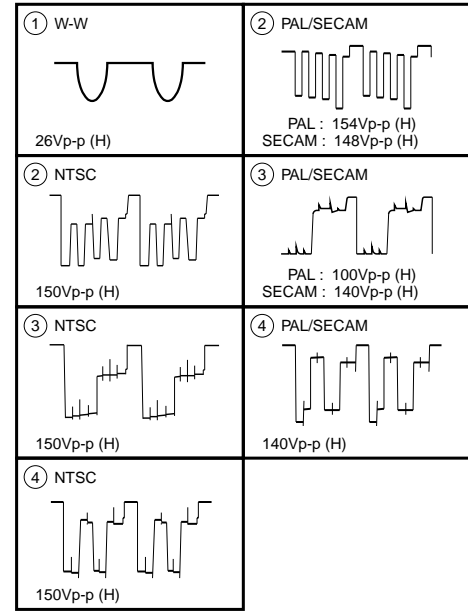 ① W-W
26Vp-p (H)
② PAL/SECAM
PAL : 154Vp-p (H)
SECAM : 148Vp-p (H)
② NTSC
150Vp-p (H)
③ PAL/SECAM
PAL : 100Vp-p (H)
SECAM : 140Vp-p (H)
③ NTSC
150Vp-p (H)
④ PAL/SECAM
140Vp-p (H)
④ NTSC
150Vp-p (H)